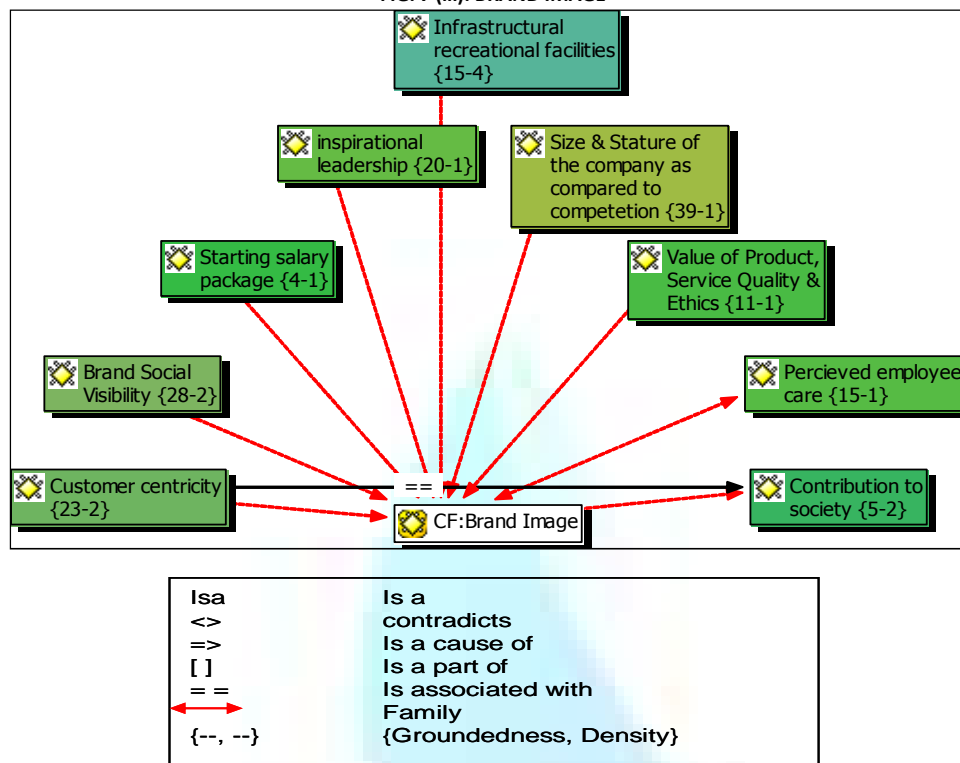 Infrastructural
recreational facilities
{15-4}
inspirational
leadership {20-1}
Size & Stature of
the company as
compared to
competetion {39-1}
Starting salary
package {4-1}
Value of Product,
Service Quality &
Ethics {11-1}
Brand Social
Visibility {28-2}
Percieved employee
care {15-1}
Customer centricity
{23-2}
==
Contribution to
society {5-2}
CF:Brand Image
Isa Is a
<> contradicts
=> Is a cause of
[ ] Is a part of
= = Is associated with
Family
{--, --} {Groundedness, Density}